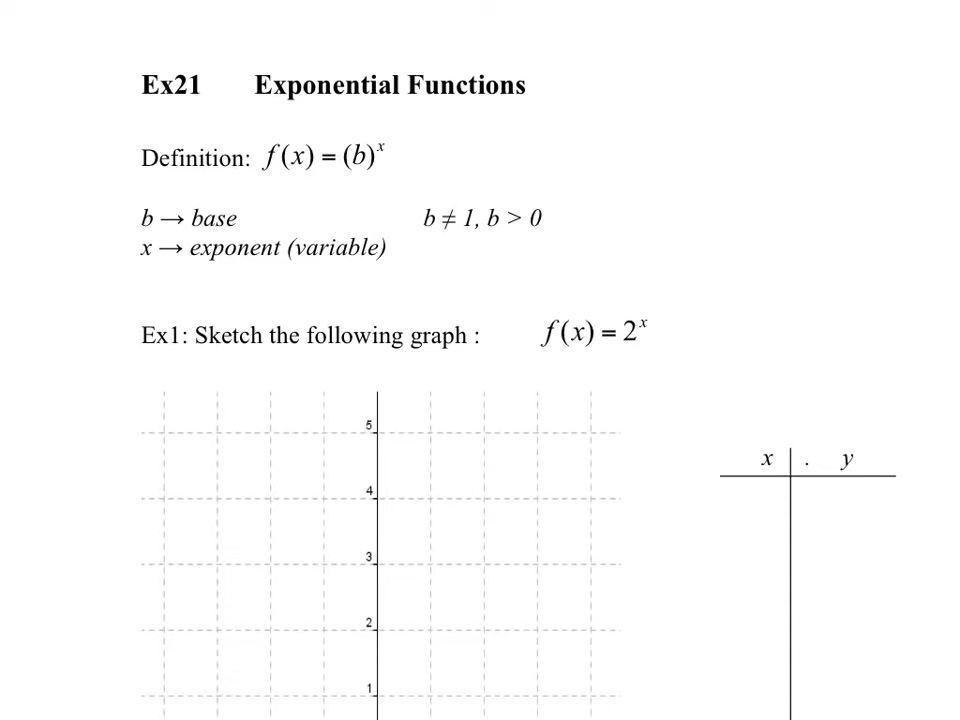 Ex21 Exponential Functions
Definition: f(x) = (b)ˣ
b → base b ≠ 1, b > 0
x → exponent (variable)
Ex1: Sketch the following graph : f(x) = 2ˣ
5
4
3
2
1
x . y